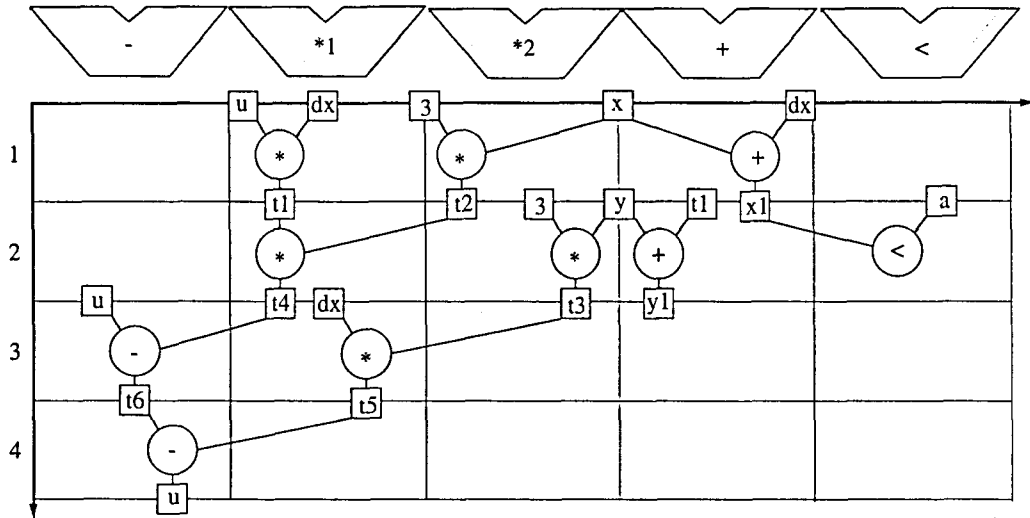 - *1 *2 + <
u dx 3 x dx
1 * * +
t1 t2 3 y t1 x1 a
2 * * + <
u t4 dx t3 y1
3 - *
t6 t5
4 -
u